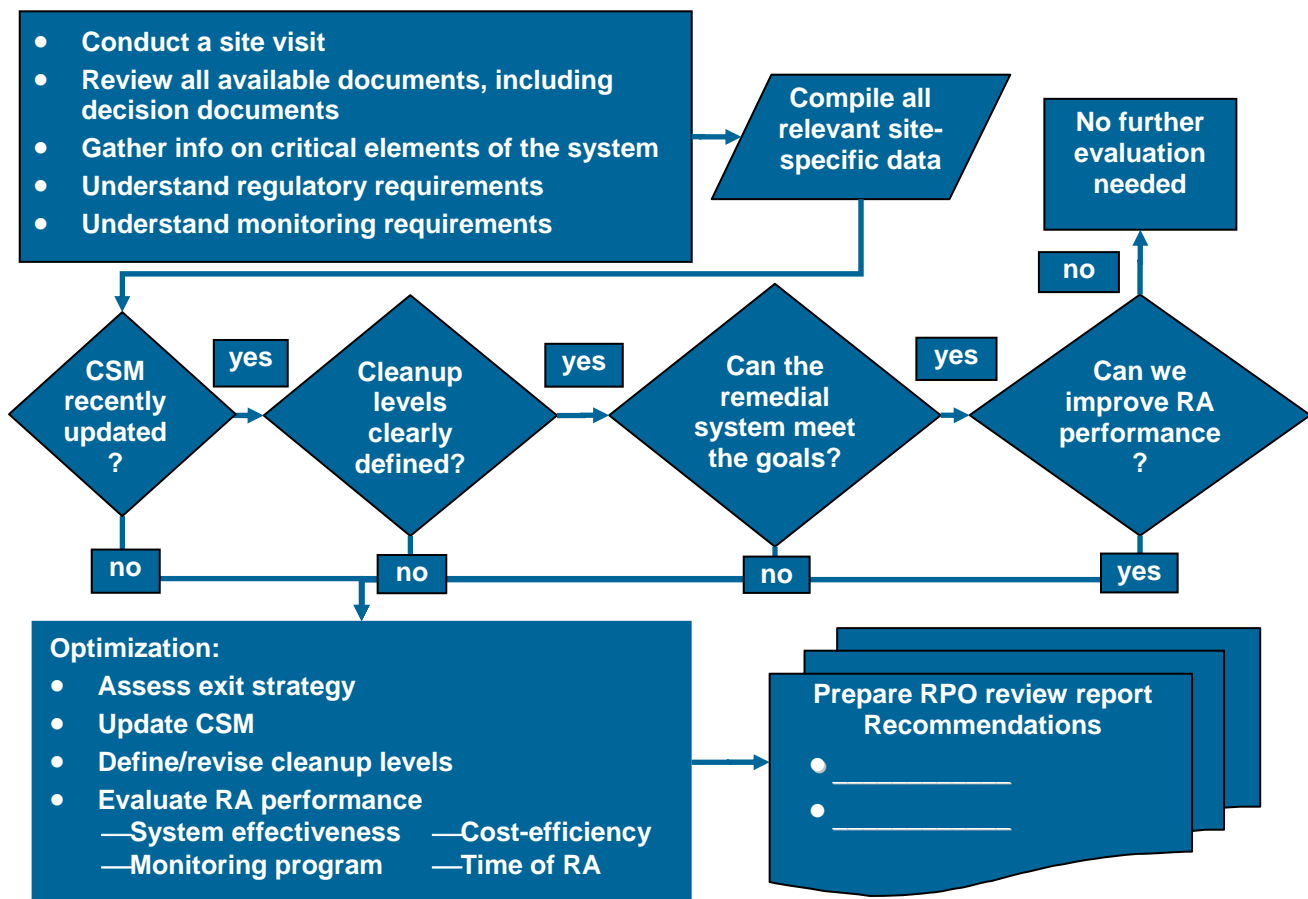 • Conduct a site visit
• Review all available documents, including
decision documents
• Gather info on critical elements of the system
• Understand regulatory requirements
• Understand monitoring requirements
Compile all
relevant site-
specific data
No further
evaluation
needed
no
CSM
recently
updated
?
yes
Cleanup
levels
clearly
defined?
yes
Can the
remedial
system meet
the goals?
yes
Can we
improve RA
performance
?
no
no
no
yes
Optimization:
• Assess exit strategy
• Update CSM
• Define/revise cleanup levels
• Evaluate RA performance
—System effectiveness —Cost-efficiency
—Monitoring program —Time of RA
Prepare RPO review report
Recommendations
• _______________
• _______________